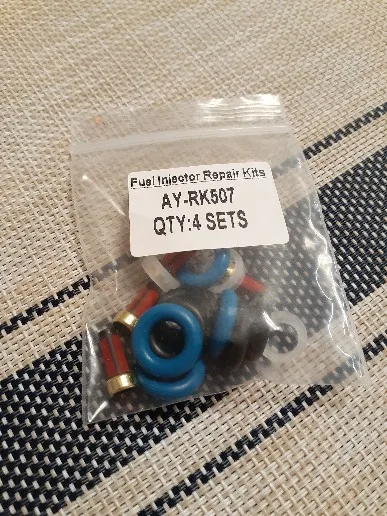 Fuel Injector Repair Kits
AY-RK507
QTY:4 SETS